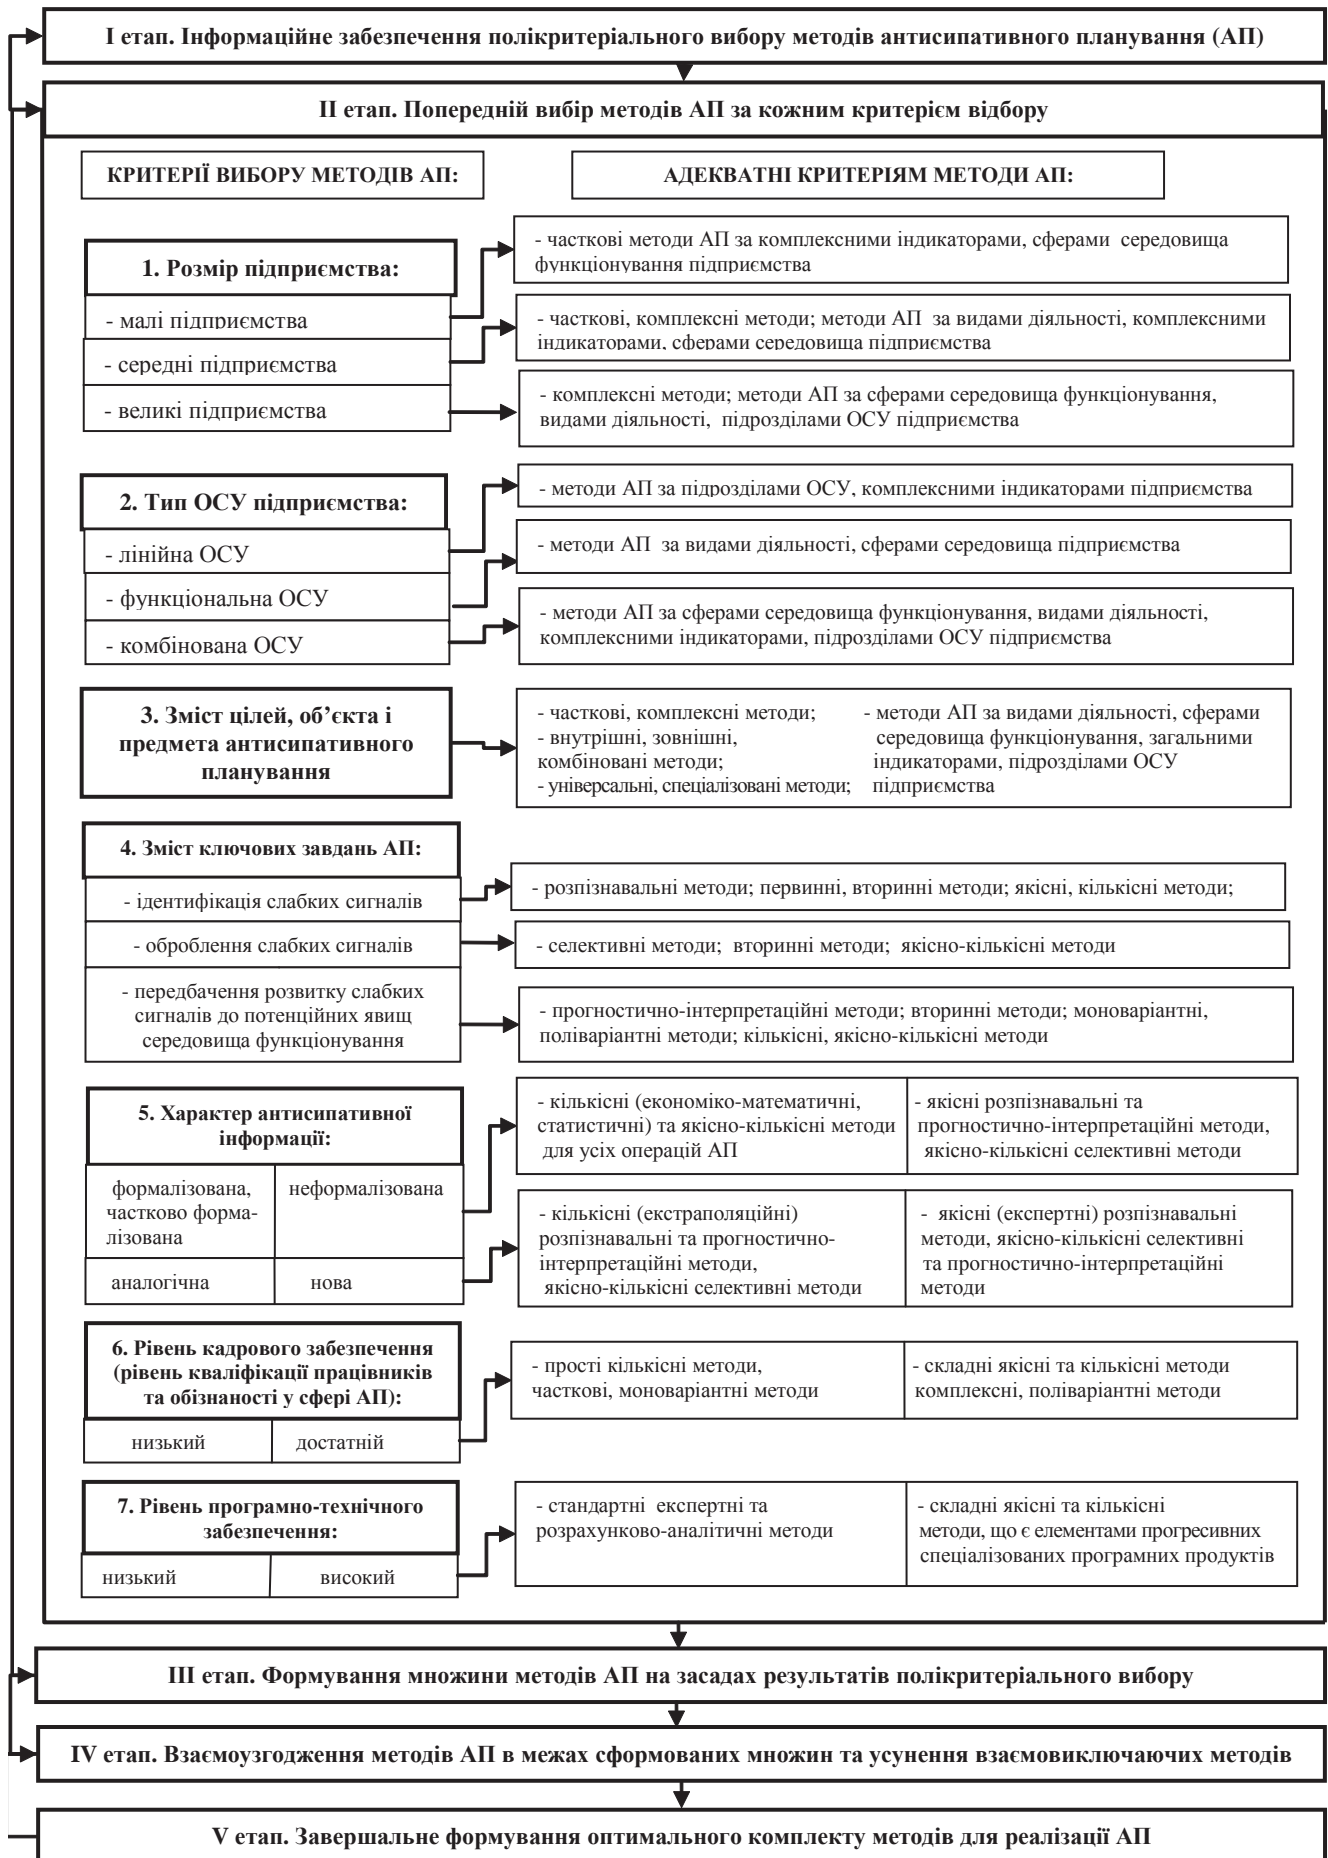 І етап. Інформаційне забезпечення полікритеріального вибору методів антисипативного планування (АП)
ІІ етап. Попередній вибір методів АП за кожним критерієм відбору
КРИТЕРІЇ ВИБОРУ МЕТОДІВ АП:
АДЕКВАТНІ КРИТЕРІЯМ МЕТОДИ АП:
1. Розмір підприємства:
- малі підприємства
- середні підприємства
- великі підприємства
- часткові методи АП за комплексними індикаторами, сферами середовища
функціонування підприємства
- часткові, комплексні методи; методи АП за видами діяльності, комплексними
індикаторами, сферами середовища підприємства
- комплексні методи; методи АП за сферами середовища функціонування,
видами діяльності, підрозділами ОСУ підприємства
2. Тип ОСУ підприємства:
- лінійна ОСУ
- функціональна ОСУ
- комбінована ОСУ
- методи АП за підрозділами ОСУ, комплексними індикаторами підприємства
- методи АП за видами діяльності, сферами середовища підприємства
- методи АП за сферами середовища функціонування, видами діяльності,
комплексними індикаторами, підрозділами ОСУ підприємства
3. Зміст цілей, об’єкта і
предмета антисипативного
планування
- часткові, комплексні методи;
- внутрішні, зовнішні,
комбіновані методи;
- універсальні, спеціалізовані методи;
- методи АП за видами діяльності, сферами
середовища функціонування, загальними
індикаторами, підрозділами ОСУ
підприємства
4. Зміст ключових завдань АП:
- ідентифікація слабких сигналів
- оброблення слабких сигналів
- передбачення розвитку слабких
сигналів до потенційних явищ
середовища функціонування
- розпізнавальні методи; первинні, вторинні методи; якісні, кількісні методи;
- селективні методи; вторинні методи; якісно-кількісні методи
- прогностично-інтерпретаційні методи; вторинні методи; моноваріантні,
поліваріантні методи; кількісні, якісно-кількісні методи
5. Характер антисипативної
інформації:
формалізована,
частково форма-
лізована
неформалізована
аналогічна
нова
- кількісні (економіко-математичні,
статистичні) та якісно-кількісні методи
для усіх операцій АП
- якісні розпізнавальні та
прогностично-інтерпретаційні методи,
якісно-кількісні селективні методи
- кількісні (екстраполяційні)
розпізнавальні та прогностично-
інтерпретаційні методи,
якісно-кількісні селективні методи
- якісні (експертні) розпізнавальні
методи, якісно-кількісні селективні
та прогностично-інтерпретаційні
методи
6. Рівень кадрового забезпечення
(рівень кваліфікації працівників
та обізнаності у сфері АП):
низький
достатній
- прості кількісні методи,
часткові, моноваріантні методи
- складні якісні та кількісні методи
комплексні, поліваріантні методи
7. Рівень програмно-технічного
забезпечення:
низький
високий
- стандартні експертні та
розрахунково-аналітичні методи
- складні якісні та кількісні
методи, що є елементами прогресивних
спеціалізованих програмних продуктів
ІІІ етап. Формування множини методів АП на засадах результатів полікритеріального вибору
ІV етап. Взаємоузгодження методів АП в межах сформованих множин та усунення взаємовиключаючих методів
V етап. Завершальне формування оптимального комплекту методів для реалізації АП